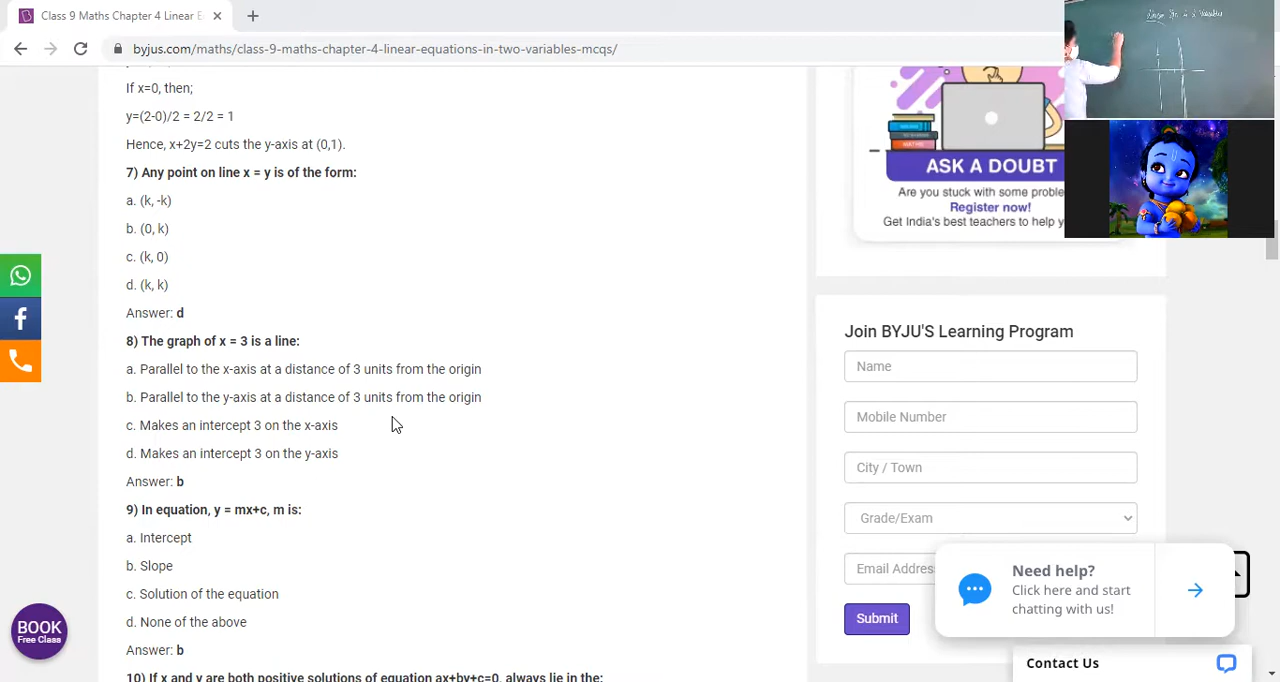 Class 9 Maths Chapter 4 Linear E
byjus.com/maths/class-9-maths-chapter-4-linear-equations-in-two-variables-mcqs/
If x=0, then;
y=(2-0)/2 = 2/2 = 1
Hence, x+2y=2 cuts the y-axis at (0,1).
7) Any point on line x = y is of the form:
a. (k, -k)
b. (0, k)
c. (k, 0)
d. (k, k)
Answer: d
8) The graph of x = 3 is a line:
a. Parallel to the x-axis at a distance of 3 units from the origin
b. Parallel to the y-axis at a distance of 3 units from the origin
c. Makes an intercept 3 on the x-axis
d. Makes an intercept 3 on the y-axis
Answer: b
9) In equation, y = mx+c, m is:
a. Intercept
b. Slope
c. Solution of the equation
d. None of the above
Answer: b
10) If x and y are both positive solutions of equation ax+by+c=0, always lie in the:
BOOK
Free Class
ASK A DOUBT
Are you stuck with some proble
Register now!
Get India's best teachers to help y
Join BYJU'S Learning Program
Name
Mobile Number
City / Town
Grade/Exam
Email Addres
Submit
Need help?
Click here and start
chatting with us!
Contact Us